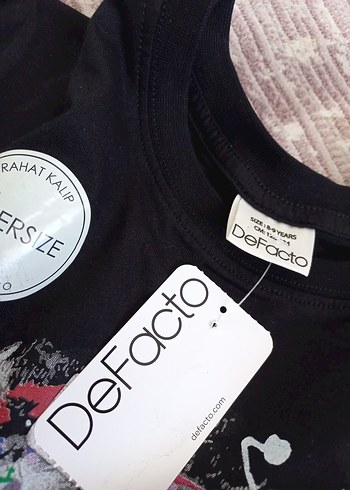 RAHAT KALIP
ERSIZE
SIZE: 8-9 YEARS
DeFacto
DeFacto
defacto.com